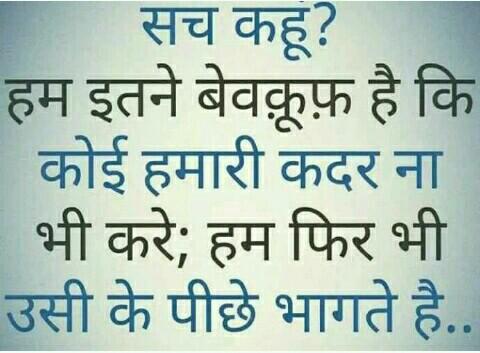 सच कहूं?
हम इतने बेवक़ूफ़ है कि
कोई हमारी कदर ना
भी करे; हम फिर भी
उसी के पीछे भागते है..